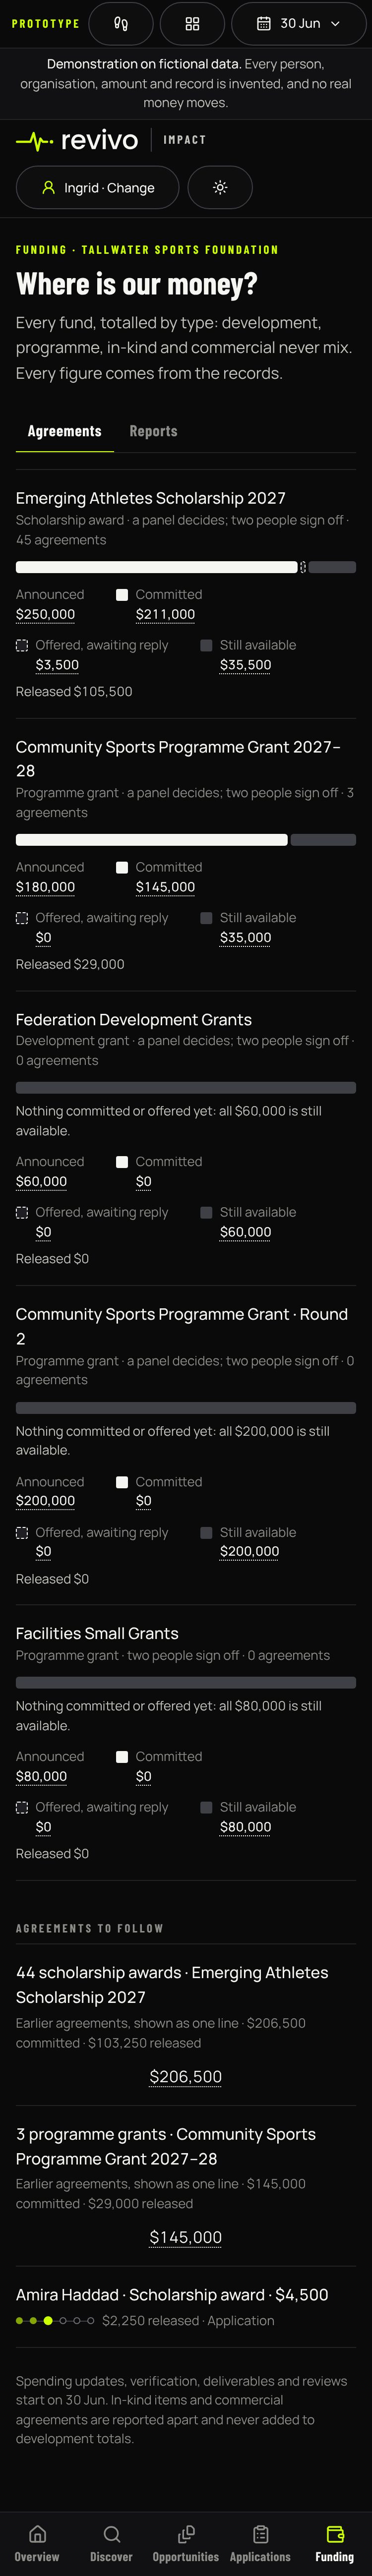 PROTOTYPE
30 Jun
Demonstration on fictional data. Every person,
organisation, amount and record is invented, and no real
money moves.
revivo
IMPACT
Ingrid · Change
FUNDING · TALLWATER SPORTS FOUNDATION
Where is our money?
Every fund, totalled by type: development,
programme, in-kind and commercial never mix.
Every figure comes from the records.
Agreements Reports
Emerging Athletes Scholarship 2027
Scholarship award · a panel decides; two people sign off ·
45 agreements
Announced Committed
$250,000 $211,000
Offered, awaiting reply Still available
$3,500 $35,500
Released $105,500
Community Sports Programme Grant 2027–
28
Programme grant · a panel decides; two people sign off · 3
agreements
Announced Committed
$180,000 $145,000
Offered, awaiting reply Still available
$0 $35,000
Released $29,000
Federation Development Grants
Development grant · a panel decides; two people sign off ·
0 agreements
Nothing committed or offered yet: all $60,000 is still
available.
Announced Committed
$60,000 $0
Offered, awaiting reply Still available
$0 $60,000
Released $0
Community Sports Programme Grant · Round
2
Programme grant · a panel decides; two people sign off · 0
agreements
Nothing committed or offered yet: all $200,000 is still
available.
Announced Committed
$200,000 $0
Offered, awaiting reply Still available
$0 $200,000
Released $0
Facilities Small Grants
Programme grant · two people sign off · 0 agreements
Nothing committed or offered yet: all $80,000 is still
available.
Announced Committed
$80,000 $0
Offered, awaiting reply Still available
$0 $80,000
Released $0
AGREEMENTS TO FOLLOW
44 scholarship awards · Emerging Athletes
Scholarship 2027
Earlier agreements, shown as one line · $206,500
committed · $103,250 released
$206,500
3 programme grants · Community Sports
Programme Grant 2027–28
Earlier agreements, shown as one line · $145,000
committed · $29,000 released
$145,000
Amira Haddad · Scholarship award · $4,500
$2,250 released · Application
Spending updates, verification, deliverables and reviews
start on 30 Jun. In-kind items and commercial
agreements are reported apart and never added to
development totals.
Overview Discover Opportunities Applications Funding